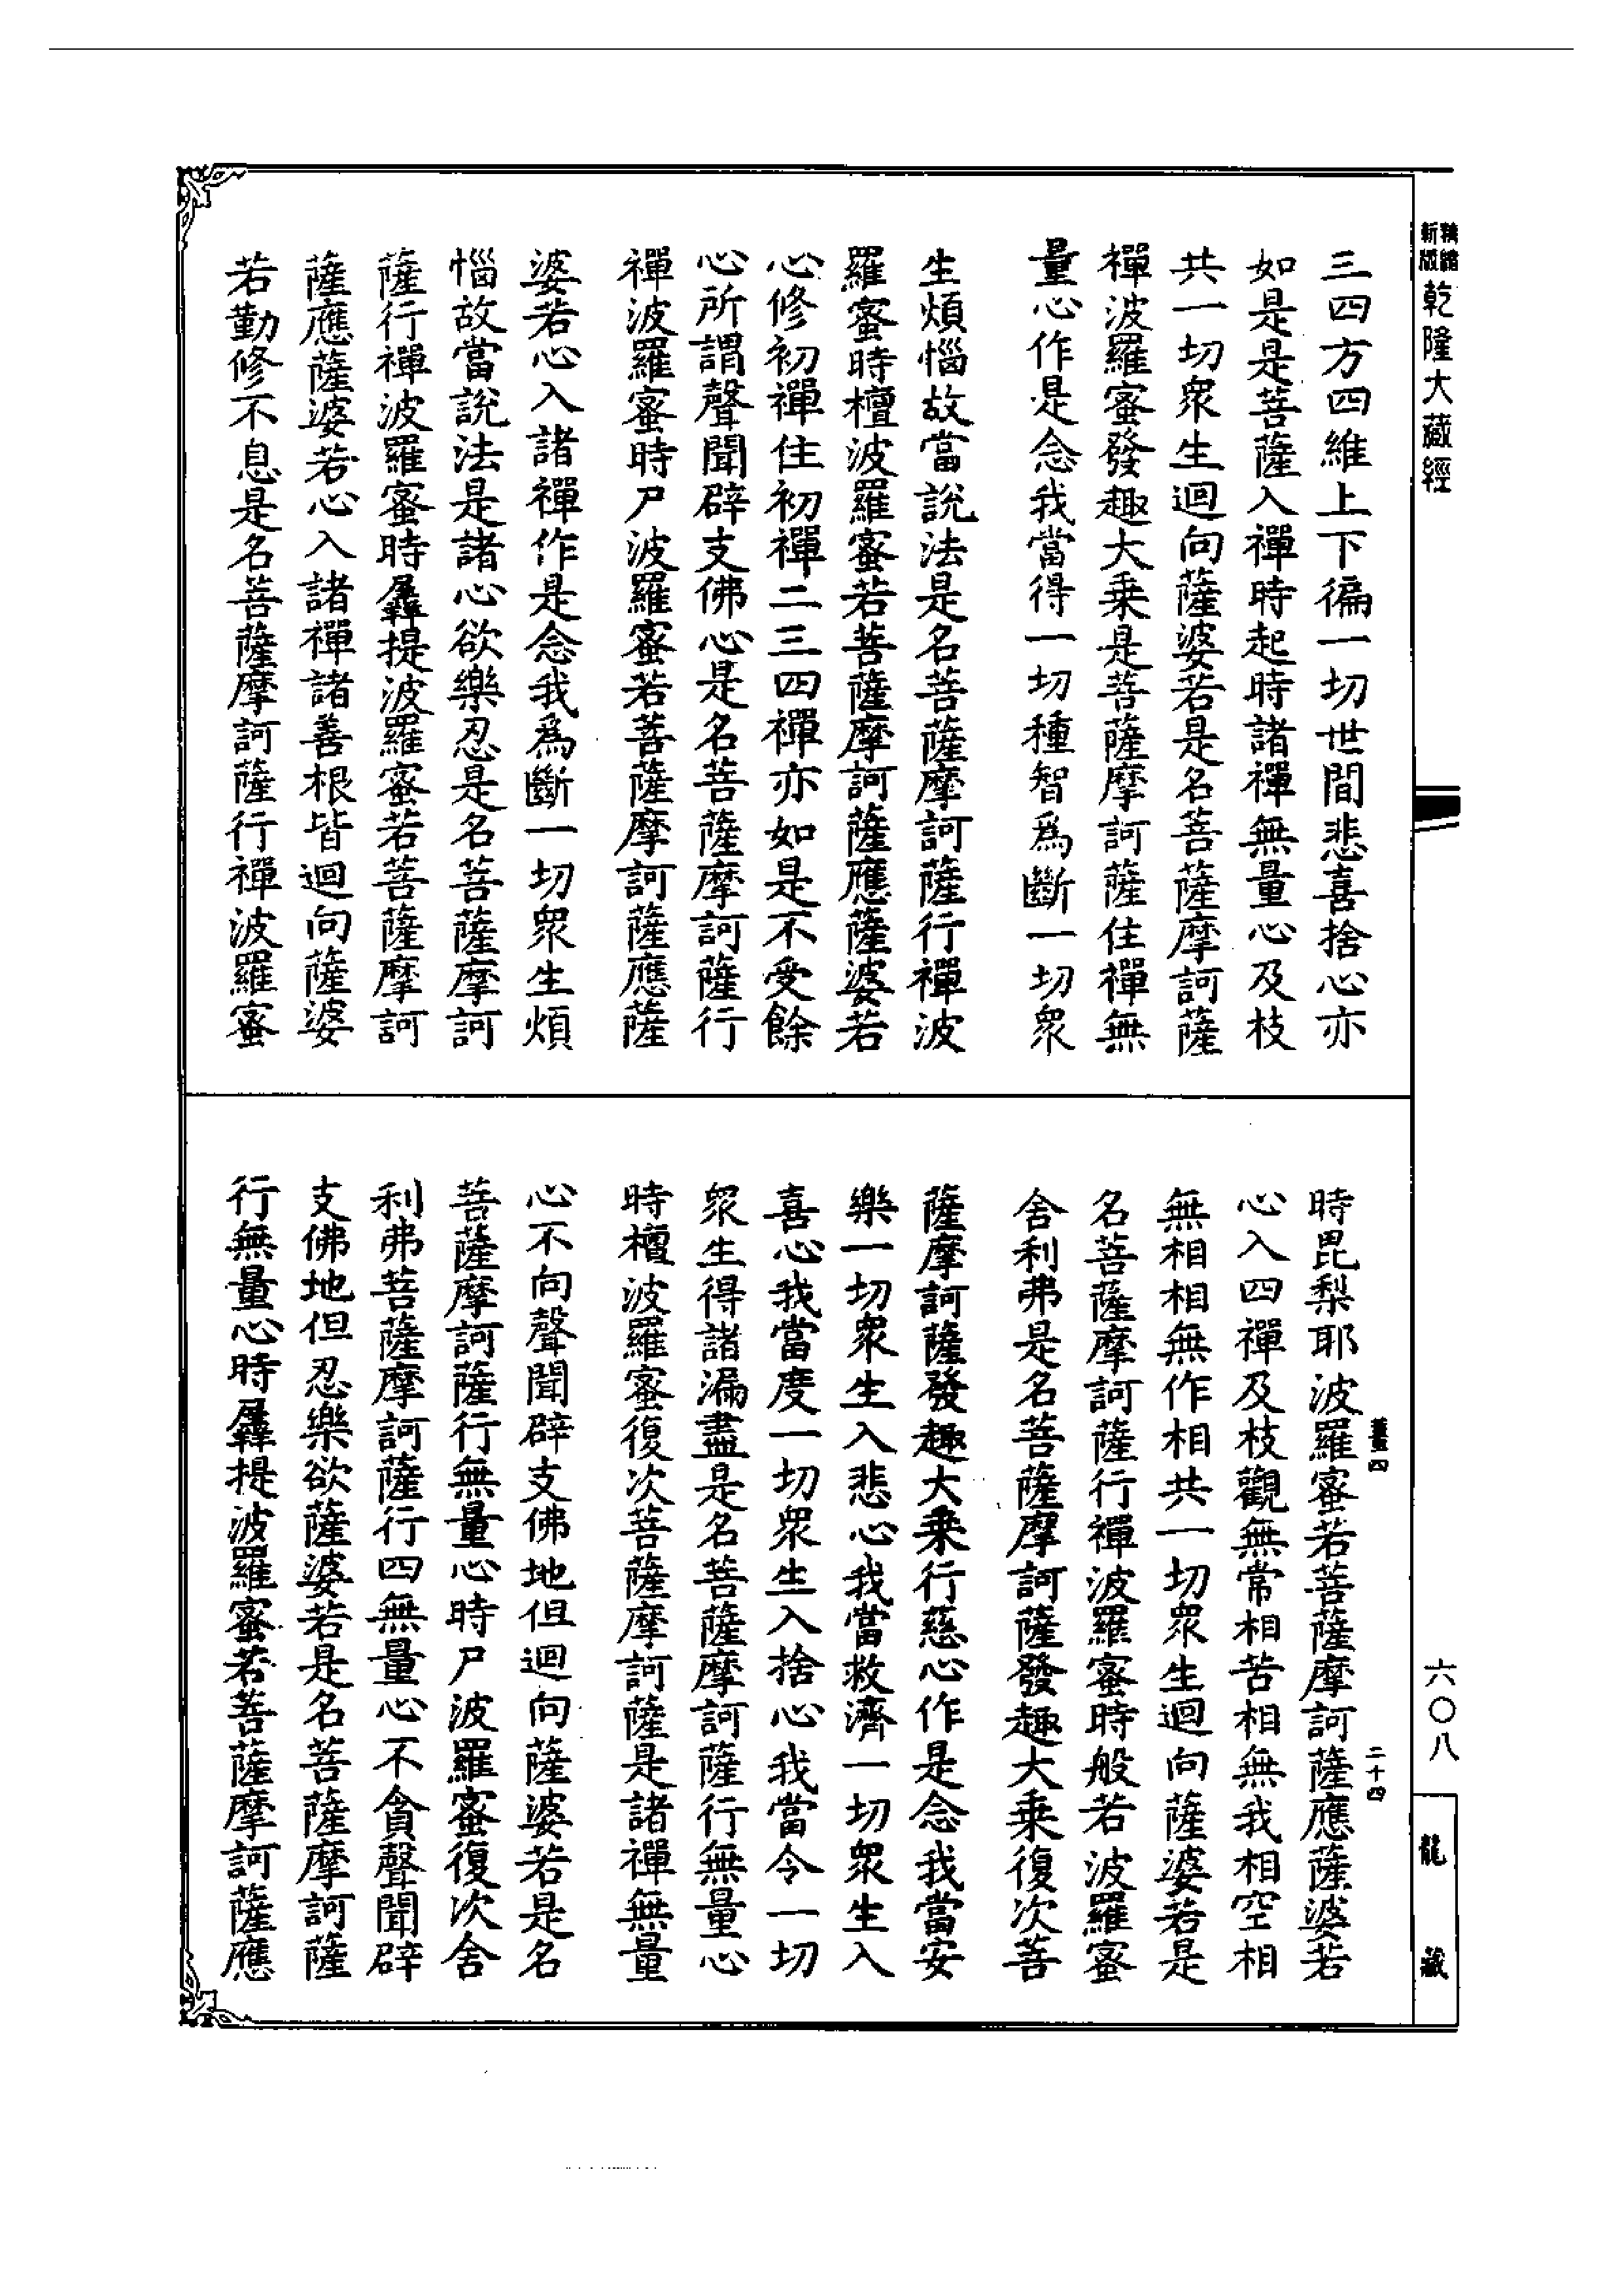 精繕
新版
乾隆大藏經
三四方四維上下徧一切世間悲喜捨心亦
如是是菩薩入禪時起時諸禪無量心及枝
共一切衆生迴向薩婆若是名菩薩摩訶薩
禪波羅蜜發趣大乗是菩薩摩訶薩住禪無
量心作是念我當得一切種智爲斷一切衆
生煩惱故當說法是名菩薩摩訶薩行禪波
羅蜜時檀波羅蜜若菩薩摩訶薩應薩婆若
心修初禪住初禪二三四禪亦如是不受餘
心所謂聲聞辟支佛心是名菩薩摩訶薩行
禪波羅蜜時尸波羅蜜若菩薩摩訶薩應薩
婆若心入諸禪作是念我爲斷一切衆生煩
惱故當說法是諸心欲樂忍是名菩薩摩訶
薩行禪波羅蜜時羼提波羅蜜若菩薩摩訶
薩應薩婆若心入諸禪諸善根皆迴向薩婆
若勤修不息是名菩薩摩訶薩行禪波羅蜜
時毘梨耶波羅蜜若菩薩摩訶薩應薩婆若
心入四禪及枝觀無常相苦相無我相空相
無相相無作相共一切衆生迴向薩婆若是
名菩薩摩訶薩行禪波羅蜜時般若波羅蜜
舍利弗是名菩薩摩訶薩發趣大乗復次菩
薩摩訶薩發趣大乗行慈心作是念我當安
樂一切衆生入悲心我當救濟一切衆生入
喜心我當度一切衆生入捨心我當令一切
衆生得諸漏盡是名菩薩摩訶薩行無量心
時檀波羅蜜復次菩薩摩訶薩是諸禪無量
心不向聲聞辟支佛地但迴向薩婆若是名
菩薩摩訶薩行無量心時尸波羅蜜復次舍
利弗菩薩摩訶薩行四無量心不貪聲聞辟
支佛地但忍樂欲薩婆若是名菩薩摩訶薩
行無量心時羼提波羅蜜若菩薩摩訶薩應
四
二十四
六〇八
龍藏